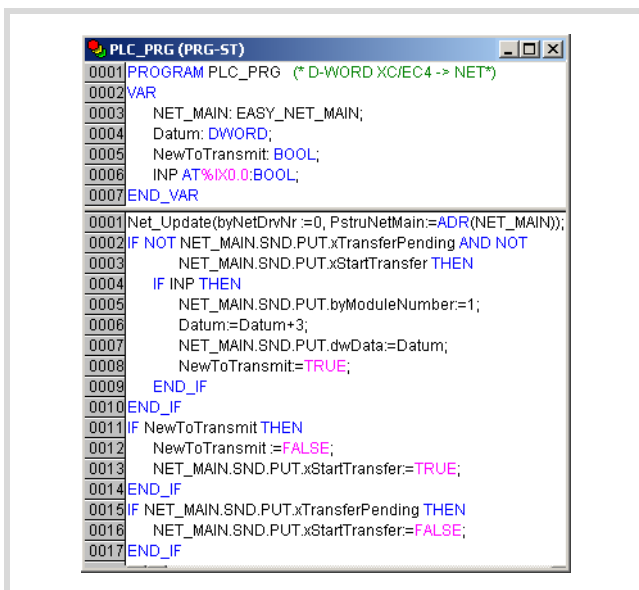 PLC_PRG (PRG-ST)
0001 PROGRAM PLC_PRG (* D-WORD XC/EC4 -> NET*)
0002 VAR
0003 NET_MAIN: EASY_NET_MAIN;
0004 Datum: DWORD;
0005 NewToTransmit: BOOL;
0006 INP AT%IX0.0:BOOL;
0007 END_VAR
0001 Net_Update(byNetDrvNr :=0, PstruNetMain:=ADR(NET_MAIN));
0002 IF NOT NET_MAIN.SND.PUT.xTransferPending AND NOT
0003 NET_MAIN.SND.PUT.xStartTransfer THEN
0004 IF INP THEN
0005 NET_MAIN.SND.PUT.byModuleNumber:=1;
0006 Datum:=Datum+3;
0007 NET_MAIN.SND.PUT.dwData:=Datum;
0008 NewToTransmit:=TRUE;
0009 END_IF
0010 END_IF
0011 IF NewToTransmit THEN
0012 NewToTransmit :=FALSE;
0013 NET_MAIN.SND.PUT.xStartTransfer:=TRUE;
0014 END_IF
0015 IF NET_MAIN.SND.PUT.xTransferPending THEN
0016 NET_MAIN.SND.PUT.xStartTransfer:=FALSE;
0017 END_IF